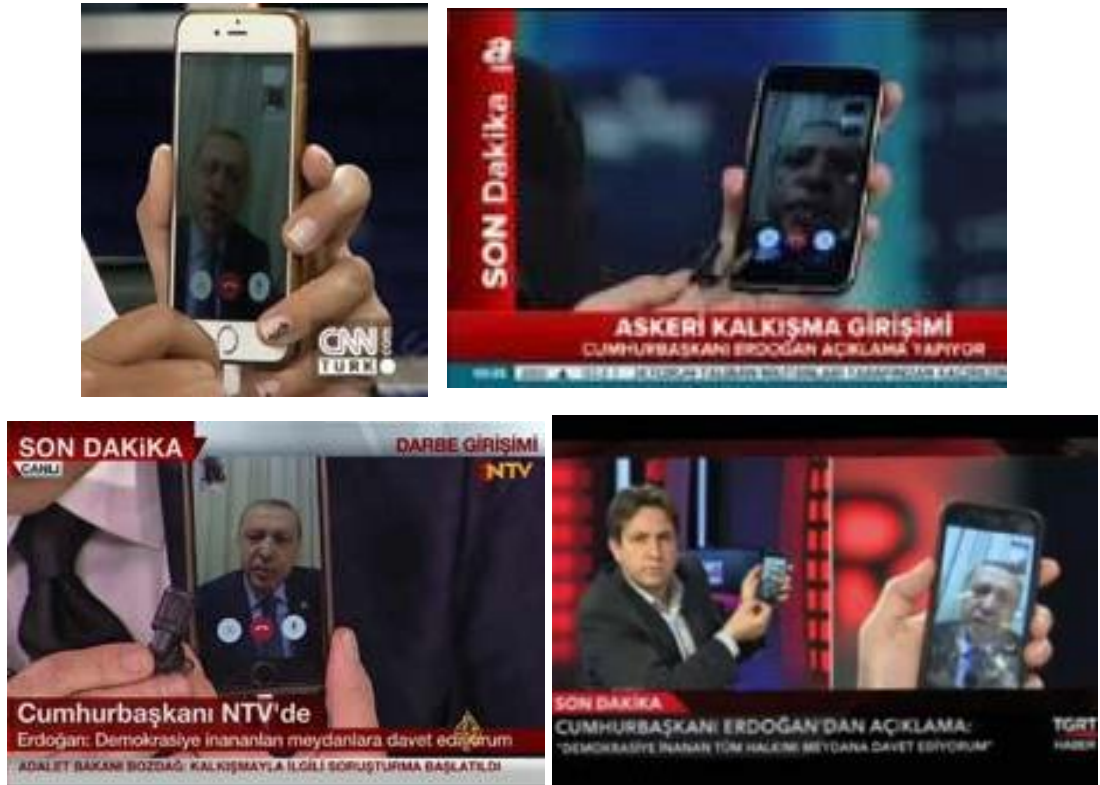 CNN
TURK
.com
SON Dakika
a
ASKERİ KALKIŞMA GİRİŞİMİ
CUMHURBAŞKANI ERDOĞAN AÇIKLAMA YAPIYOR
SON DAKİKA
DARBE GİRİŞİMİ
CANLI
NTV
Cumhurbaşkanı NTV'de
Erdoğan: Demokrasiye inananları meydanlara davet ediyorum
ADALET BAKANI BOZDAĞ: KALKIŞMAYLA İLGİLİ SORUŞTURMA BAŞLATILDI
SON DAKİKA
CUMHURBAŞKANI ERDOĞAN'DAN AÇIKLAMA:
"DEMOKRASİYE İNANAN TÜM HALKIMI MEYDANA DAVET EDİYORUM"
TGRT
HABER